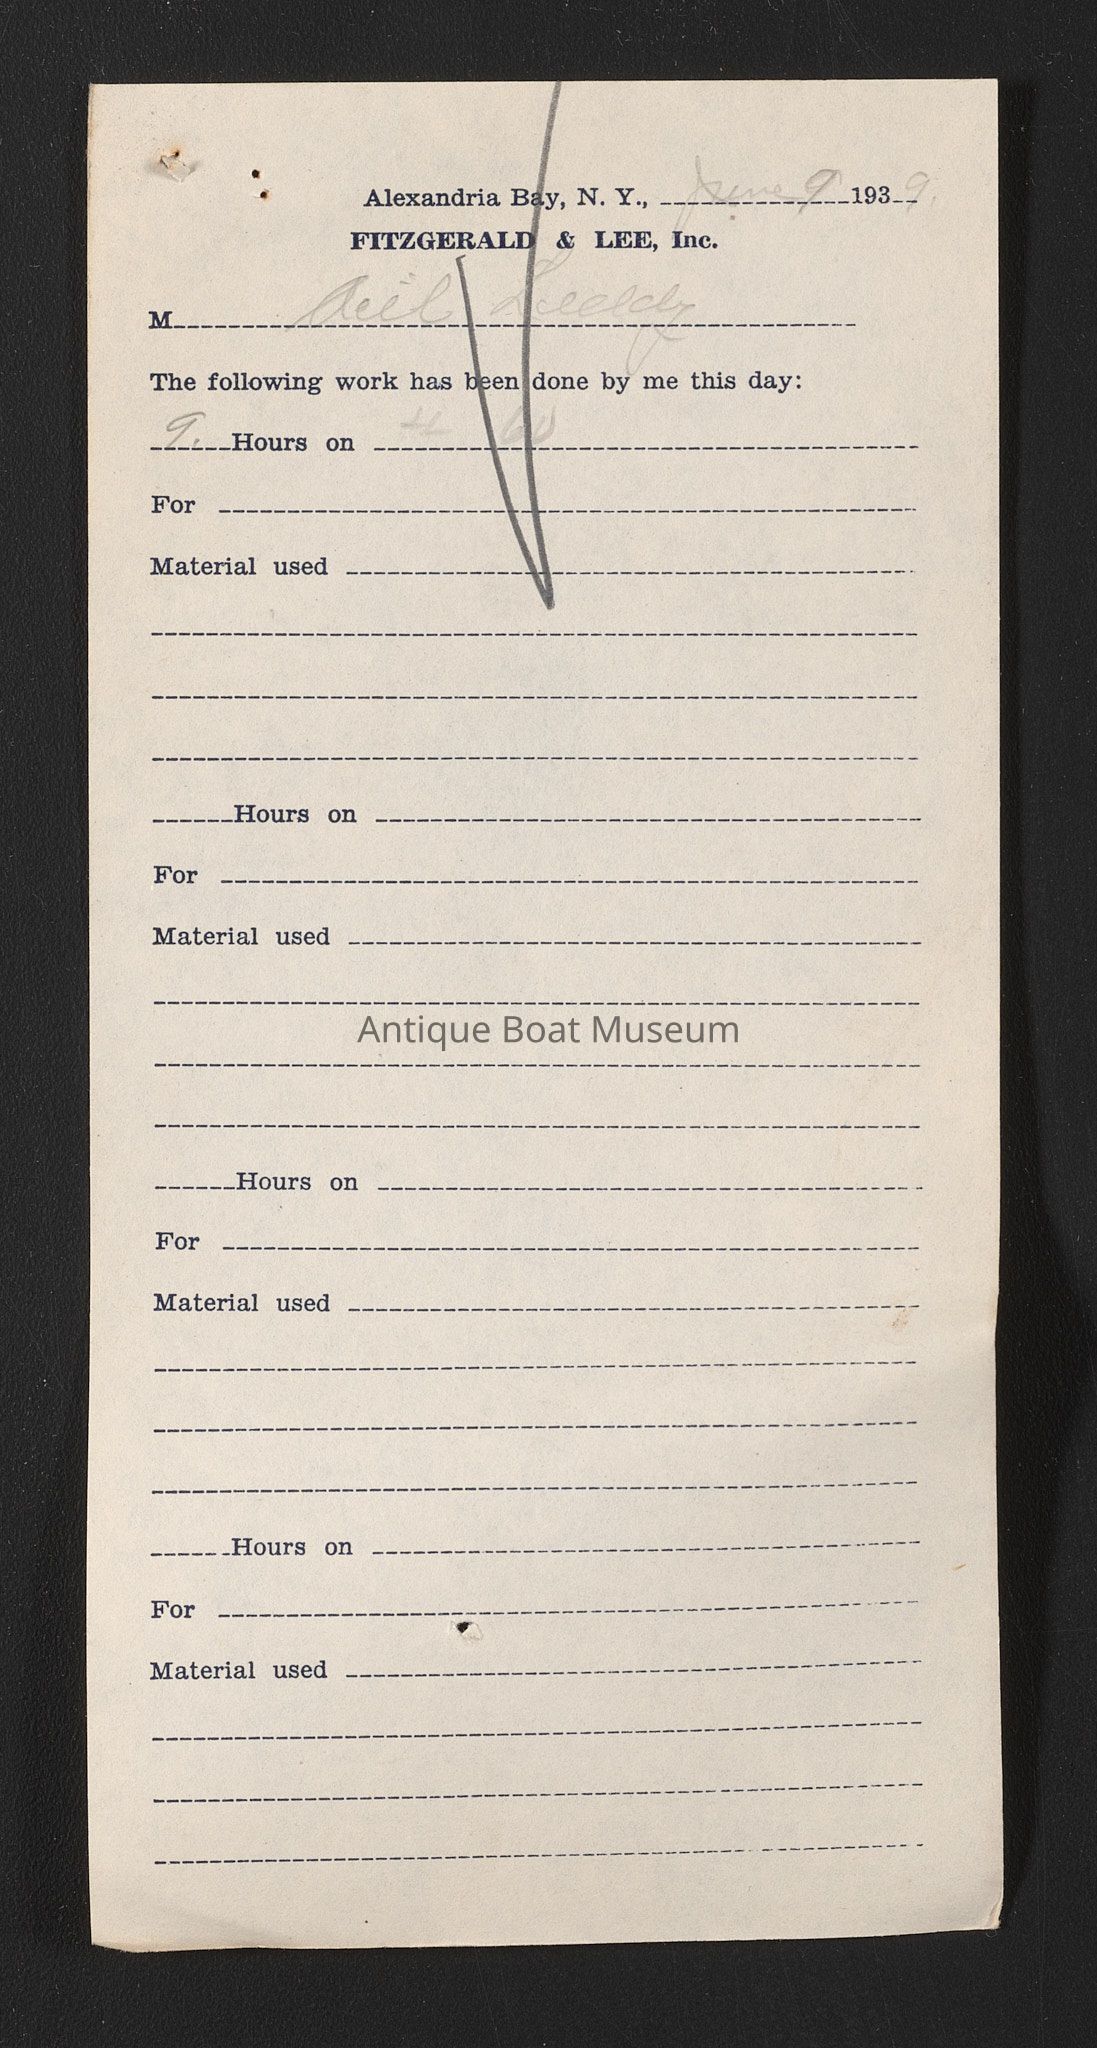 Alexandria Bay, N. Y., June 9 1939.
FITZGERALD & LEE, Inc.
M
The following work has been done by me this day:
9. Hours on # 60
For
Material used
Hours on
For
Material used
Antique Boat Museum
Hours on
For
Material used
Hours on
For
Material used